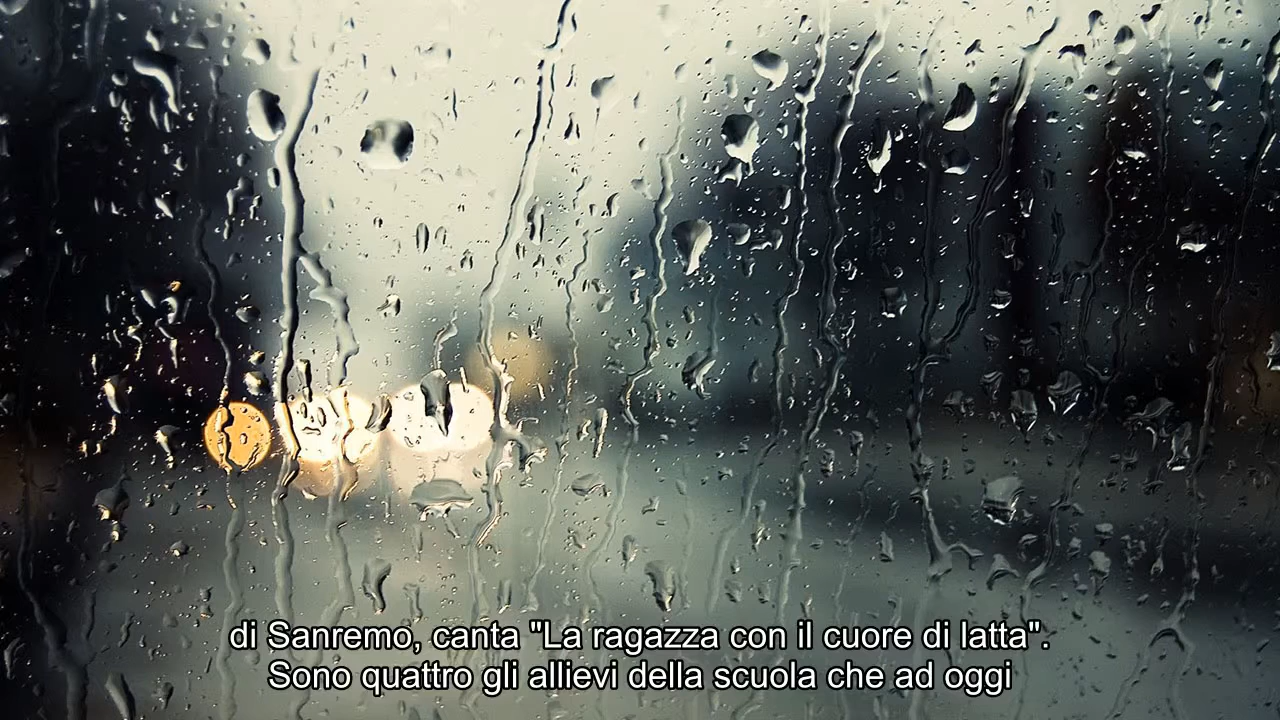 di Sanremo, canta "La ragazza con il cuore di latta".
Sono quattro gli allievi della scuola che ad oggi